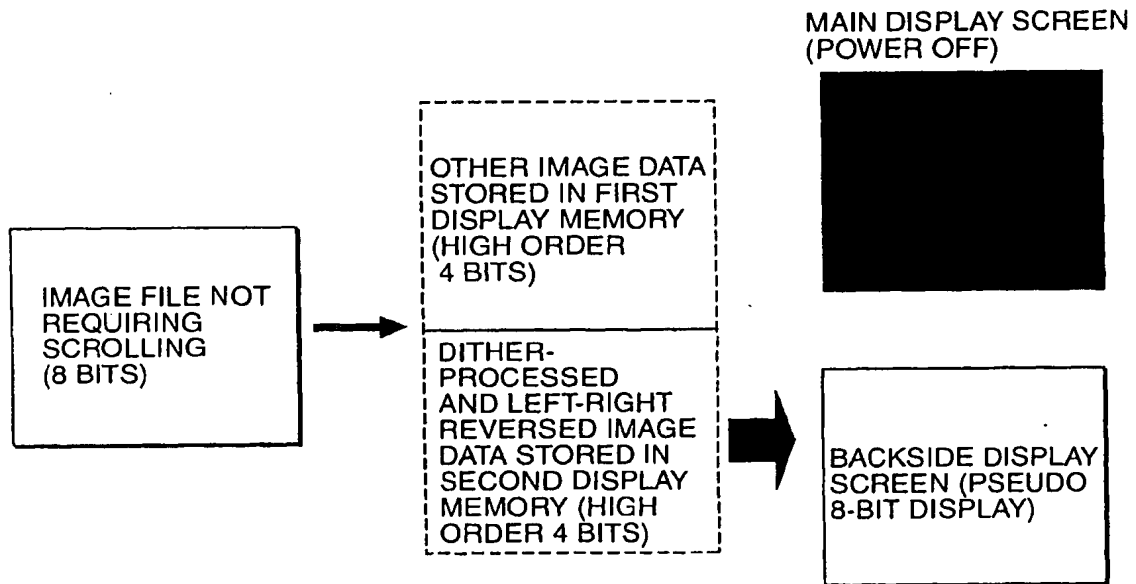 MAIN DISPLAY SCREEN
(POWER OFF)
OTHER IMAGE DATA
STORED IN FIRST
DISPLAY MEMORY
(HIGH ORDER
4 BITS)
IMAGE FILE NOT
REQUIRING
SCROLLING
(8 BITS)
DITHER-
PROCESSED
AND LEFT-RIGHT
REVERSED IMAGE
DATA STORED IN
SECOND DISPLAY
MEMORY (HIGH
ORDER 4 BITS)
BACKSIDE DISPLAY
SCREEN (PSEUDO
8-BIT DISPLAY)